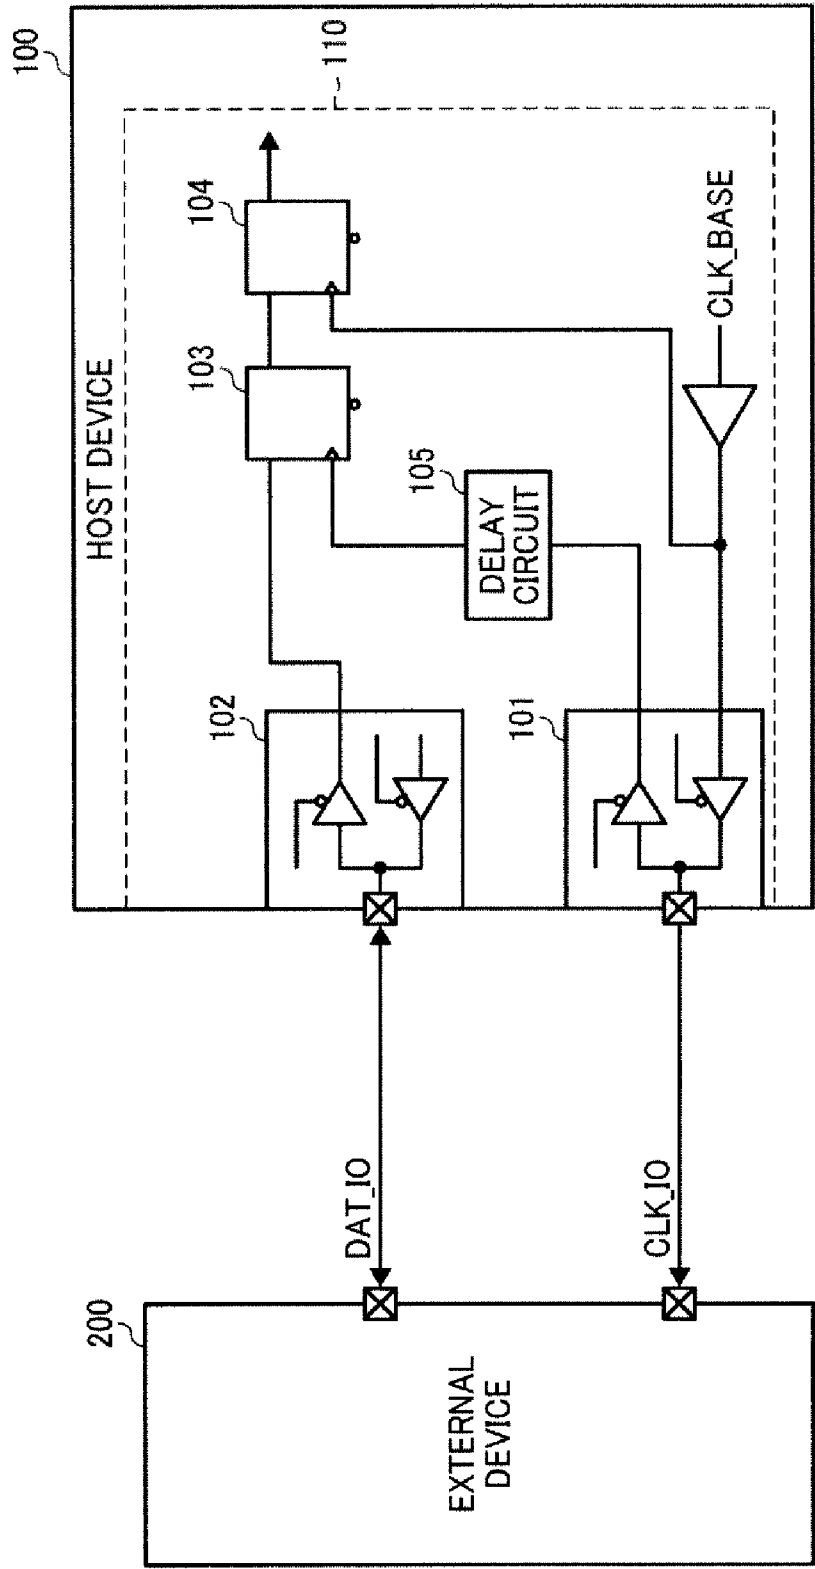 100
HOST DEVICE
110
104
103
105
DELAY
CIRCUIT
CLK_BASE
102
101
DAT_IO
CLK_IO
200
EXTERNAL
DEVICE